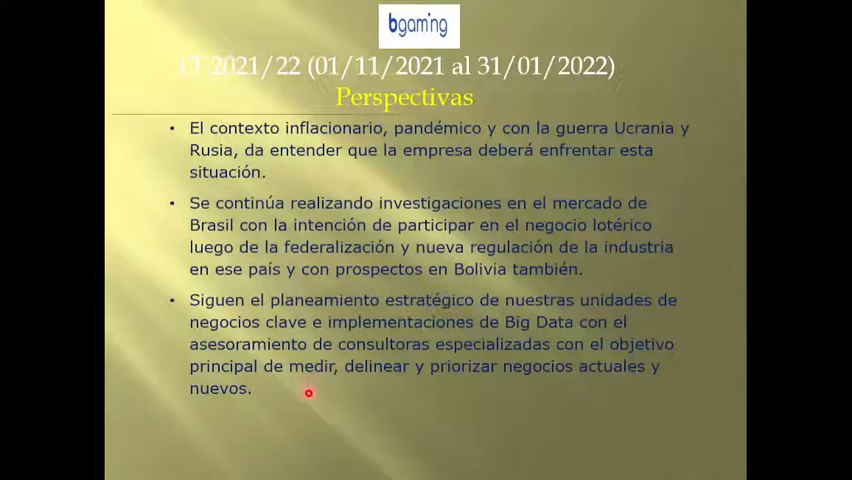 bgaming
1T 2021/22 (01/11/2021 al 31/01/2022)
Perspectivas
• El contexto inflacionario, pandémico y con la guerra Ucrania y
Rusia, da entender que la empresa deberá enfrentar esta
situación.
• Se continúa realizando investigaciones en el mercado de
Brasil con la intención de participar en el negocio lotérico
luego de la federalización y nueva regulación de la industria
en ese país y con prospectos en Bolivia también.
• Siguen el planeamiento estratégico de nuestras unidades de
negocios clave e implementaciones de Big Data con el
asesoramiento de consultoras especializadas con el objetivo
principal de medir, delinear y priorizar negocios actuales y
nuevos.